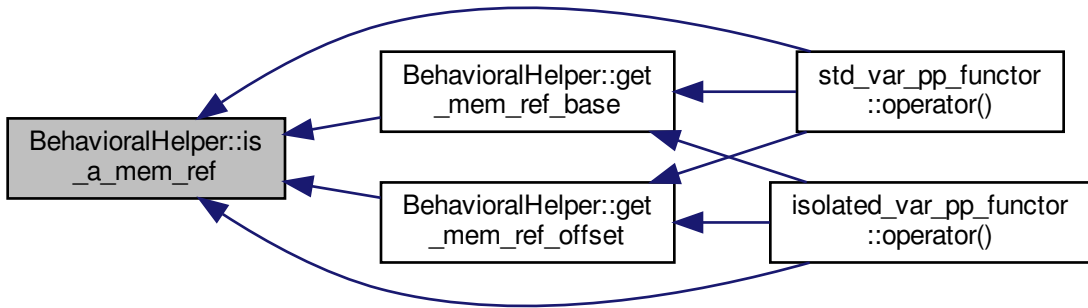 BehavioralHelper::is
_a_mem_ref
BehavioralHelper::get
_mem_ref_base
BehavioralHelper::get
_mem_ref_offset
std_var_pp_functor
::operator()
isolated_var_pp_functor
::operator()